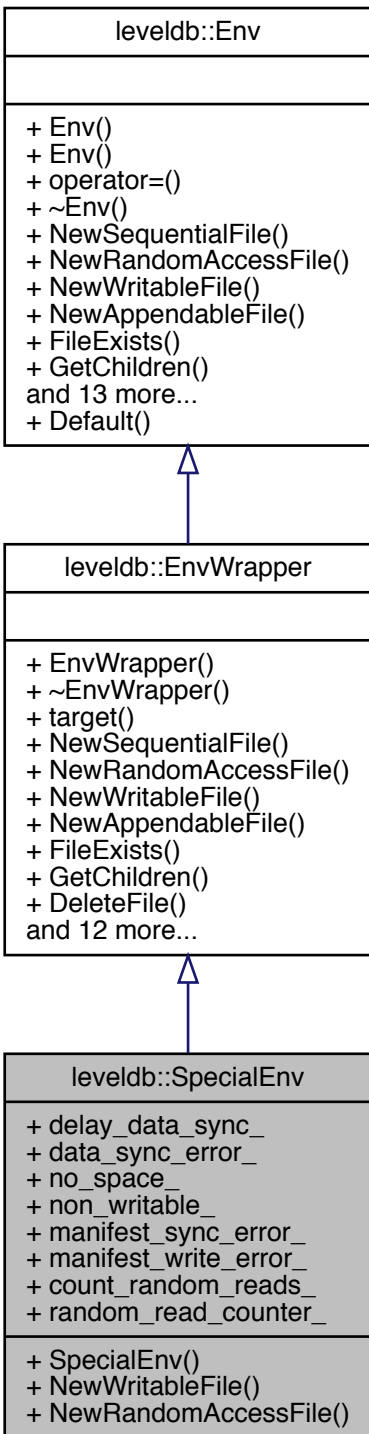 leveldb::Env
+ Env()
+ Env()
+ operator=()
+ ~Env()
+ NewSequentialFile()
+ NewRandomAccessFile()
+ NewWritableFile()
+ NewAppendableFile()
+ FileExists()
+ GetChildren()
and 13 more...
+ Default()
leveldb::EnvWrapper
+ EnvWrapper()
+ ~EnvWrapper()
+ target()
+ NewSequentialFile()
+ NewRandomAccessFile()
+ NewWritableFile()
+ NewAppendableFile()
+ FileExists()
+ GetChildren()
+ DeleteFile()
and 12 more...
leveldb::SpecialEnv
+ delay_data_sync_
+ data_sync_error_
+ no_space_
+ non_writable_
+ manifest_sync_error_
+ manifest_write_error_
+ count_random_reads_
+ random_read_counter_
+ SpecialEnv()
+ NewWritableFile()
+ NewRandomAccessFile()